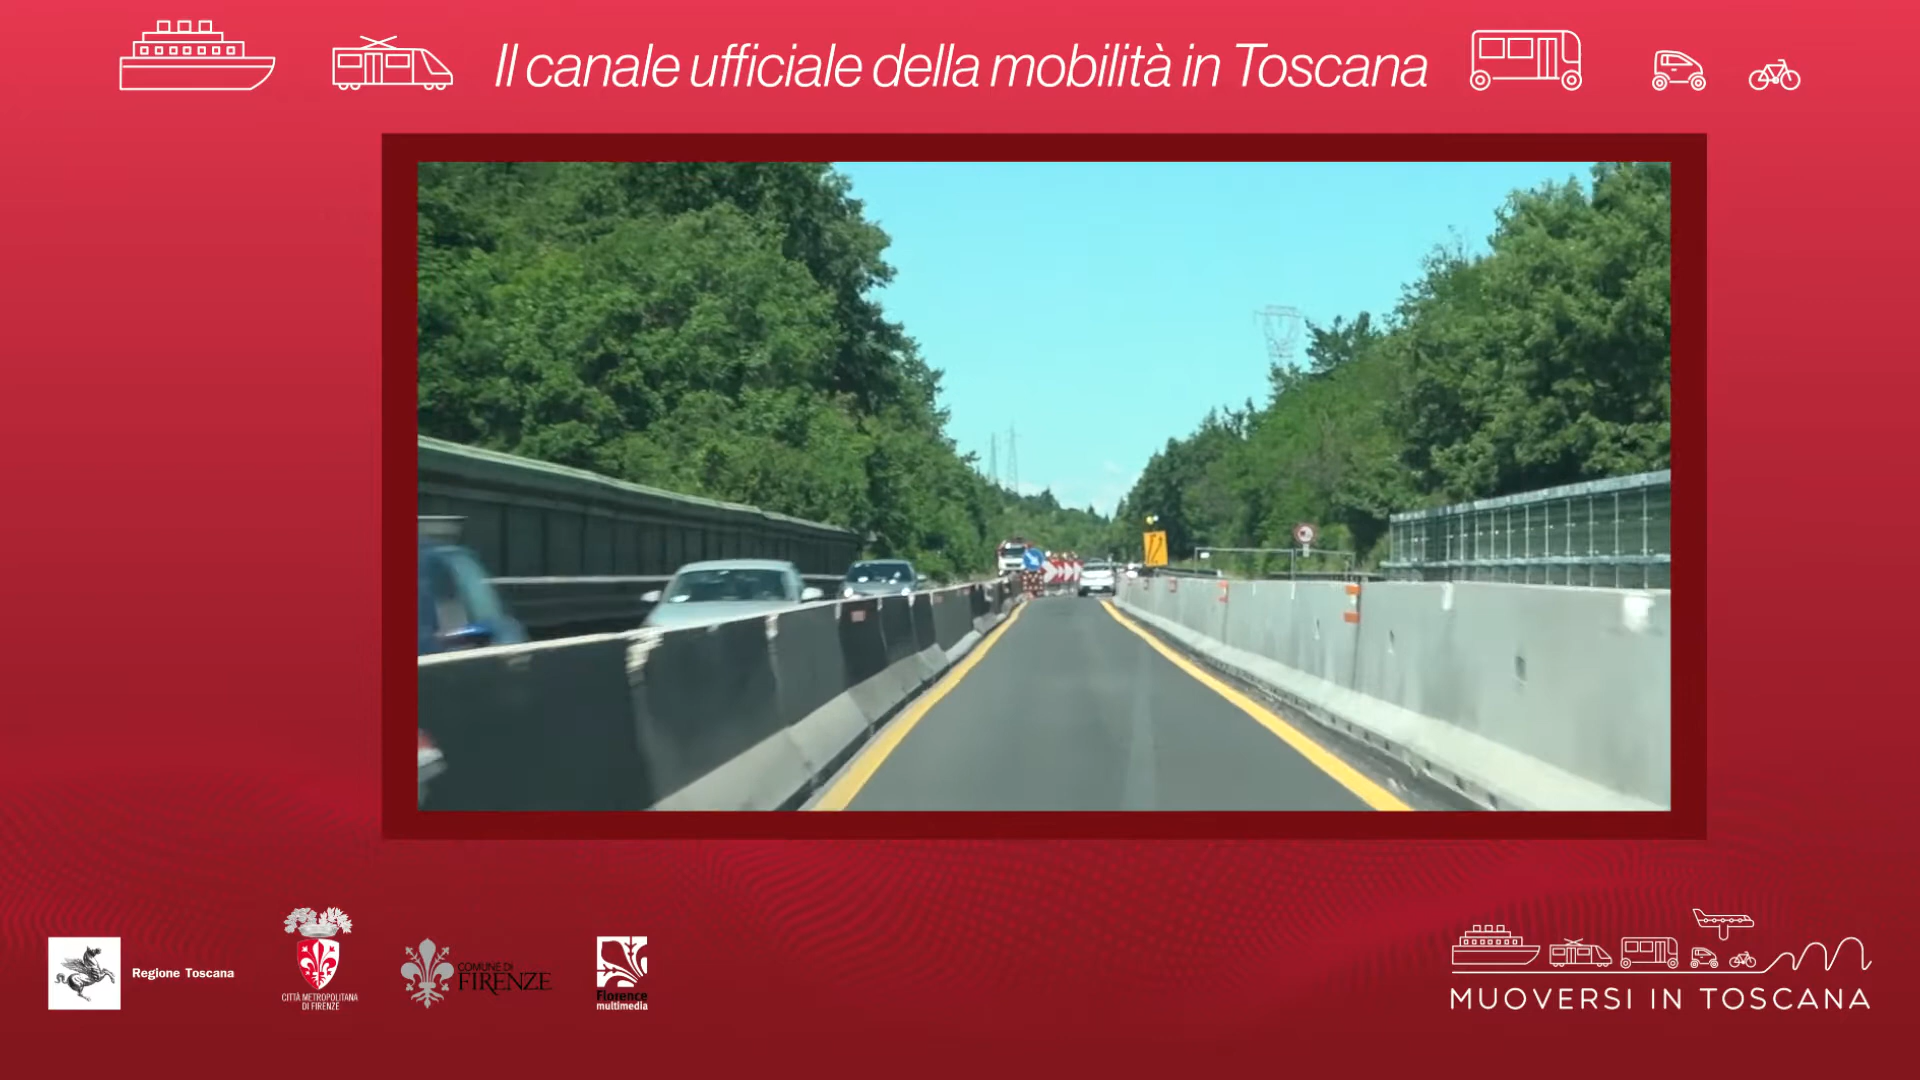 Il canale ufficiale della mobilità in Toscana
Regione Toscana
CITTÀ METROPOLITANA
DI FIRENZE
COMUNE DI
FIRENZE
Florence
multimedia
MUOVERSI IN TOSCANA